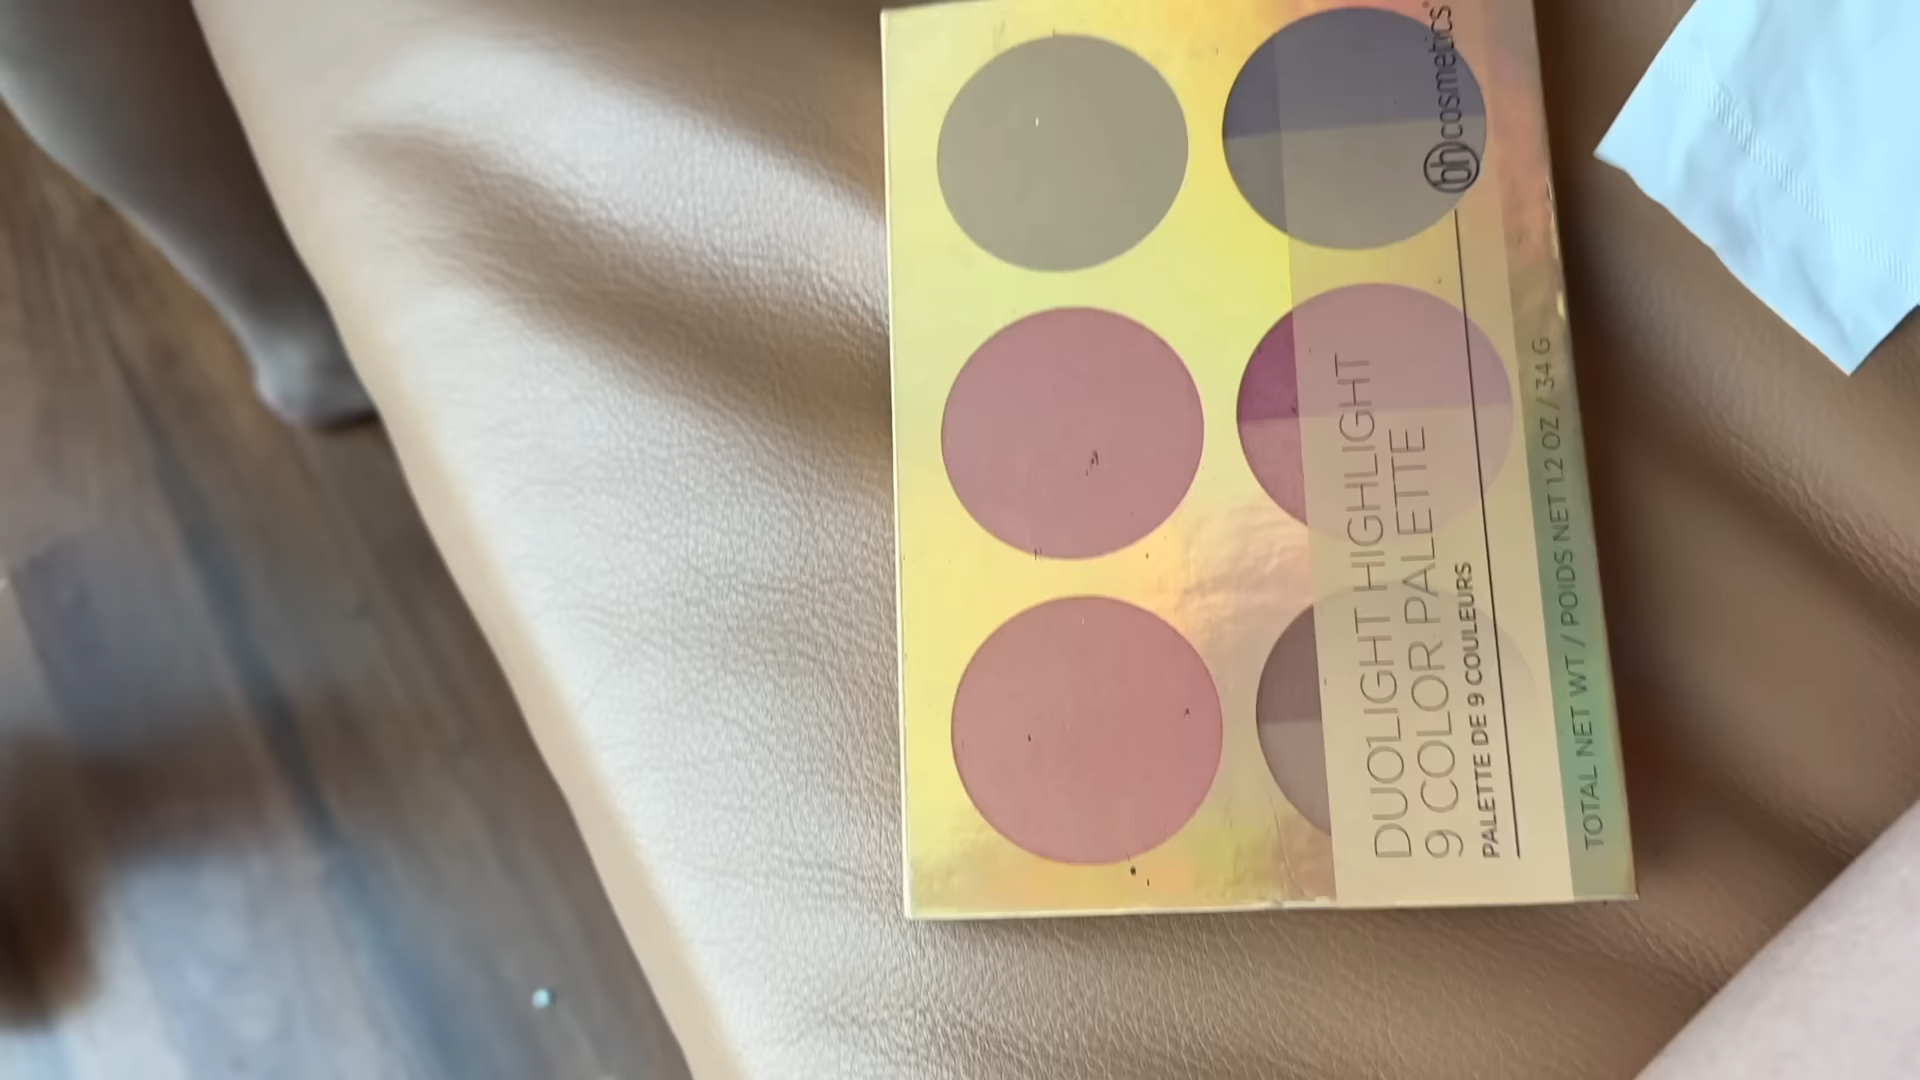 bh cosmetics®
DUOLIGHT HIGHLIGHT
9 COLOR PALETTE
PALETTE DE 9 COULEURS
TOTAL NET WT / POIDS NET 1.2 OZ / 34 G